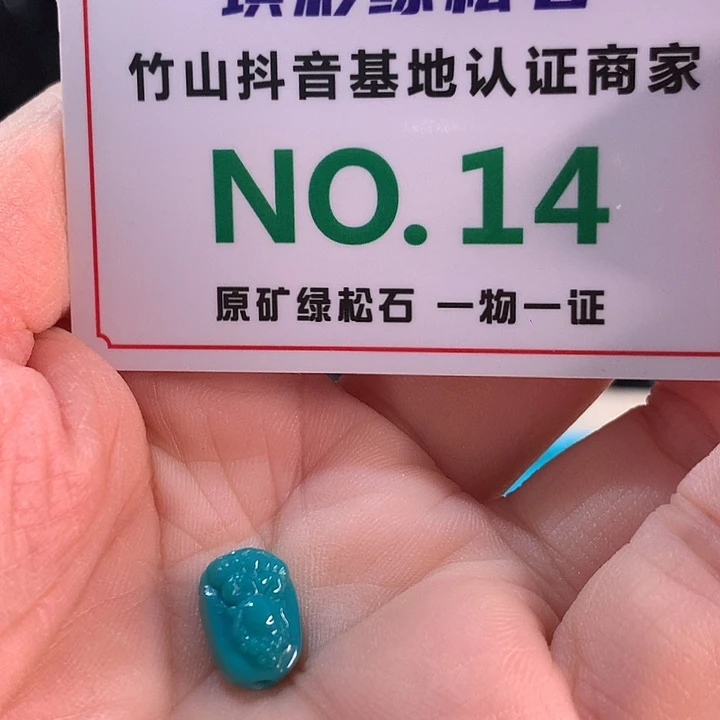 竹山抖音基地认证商家
NO.14
原矿绿松石 一物一证